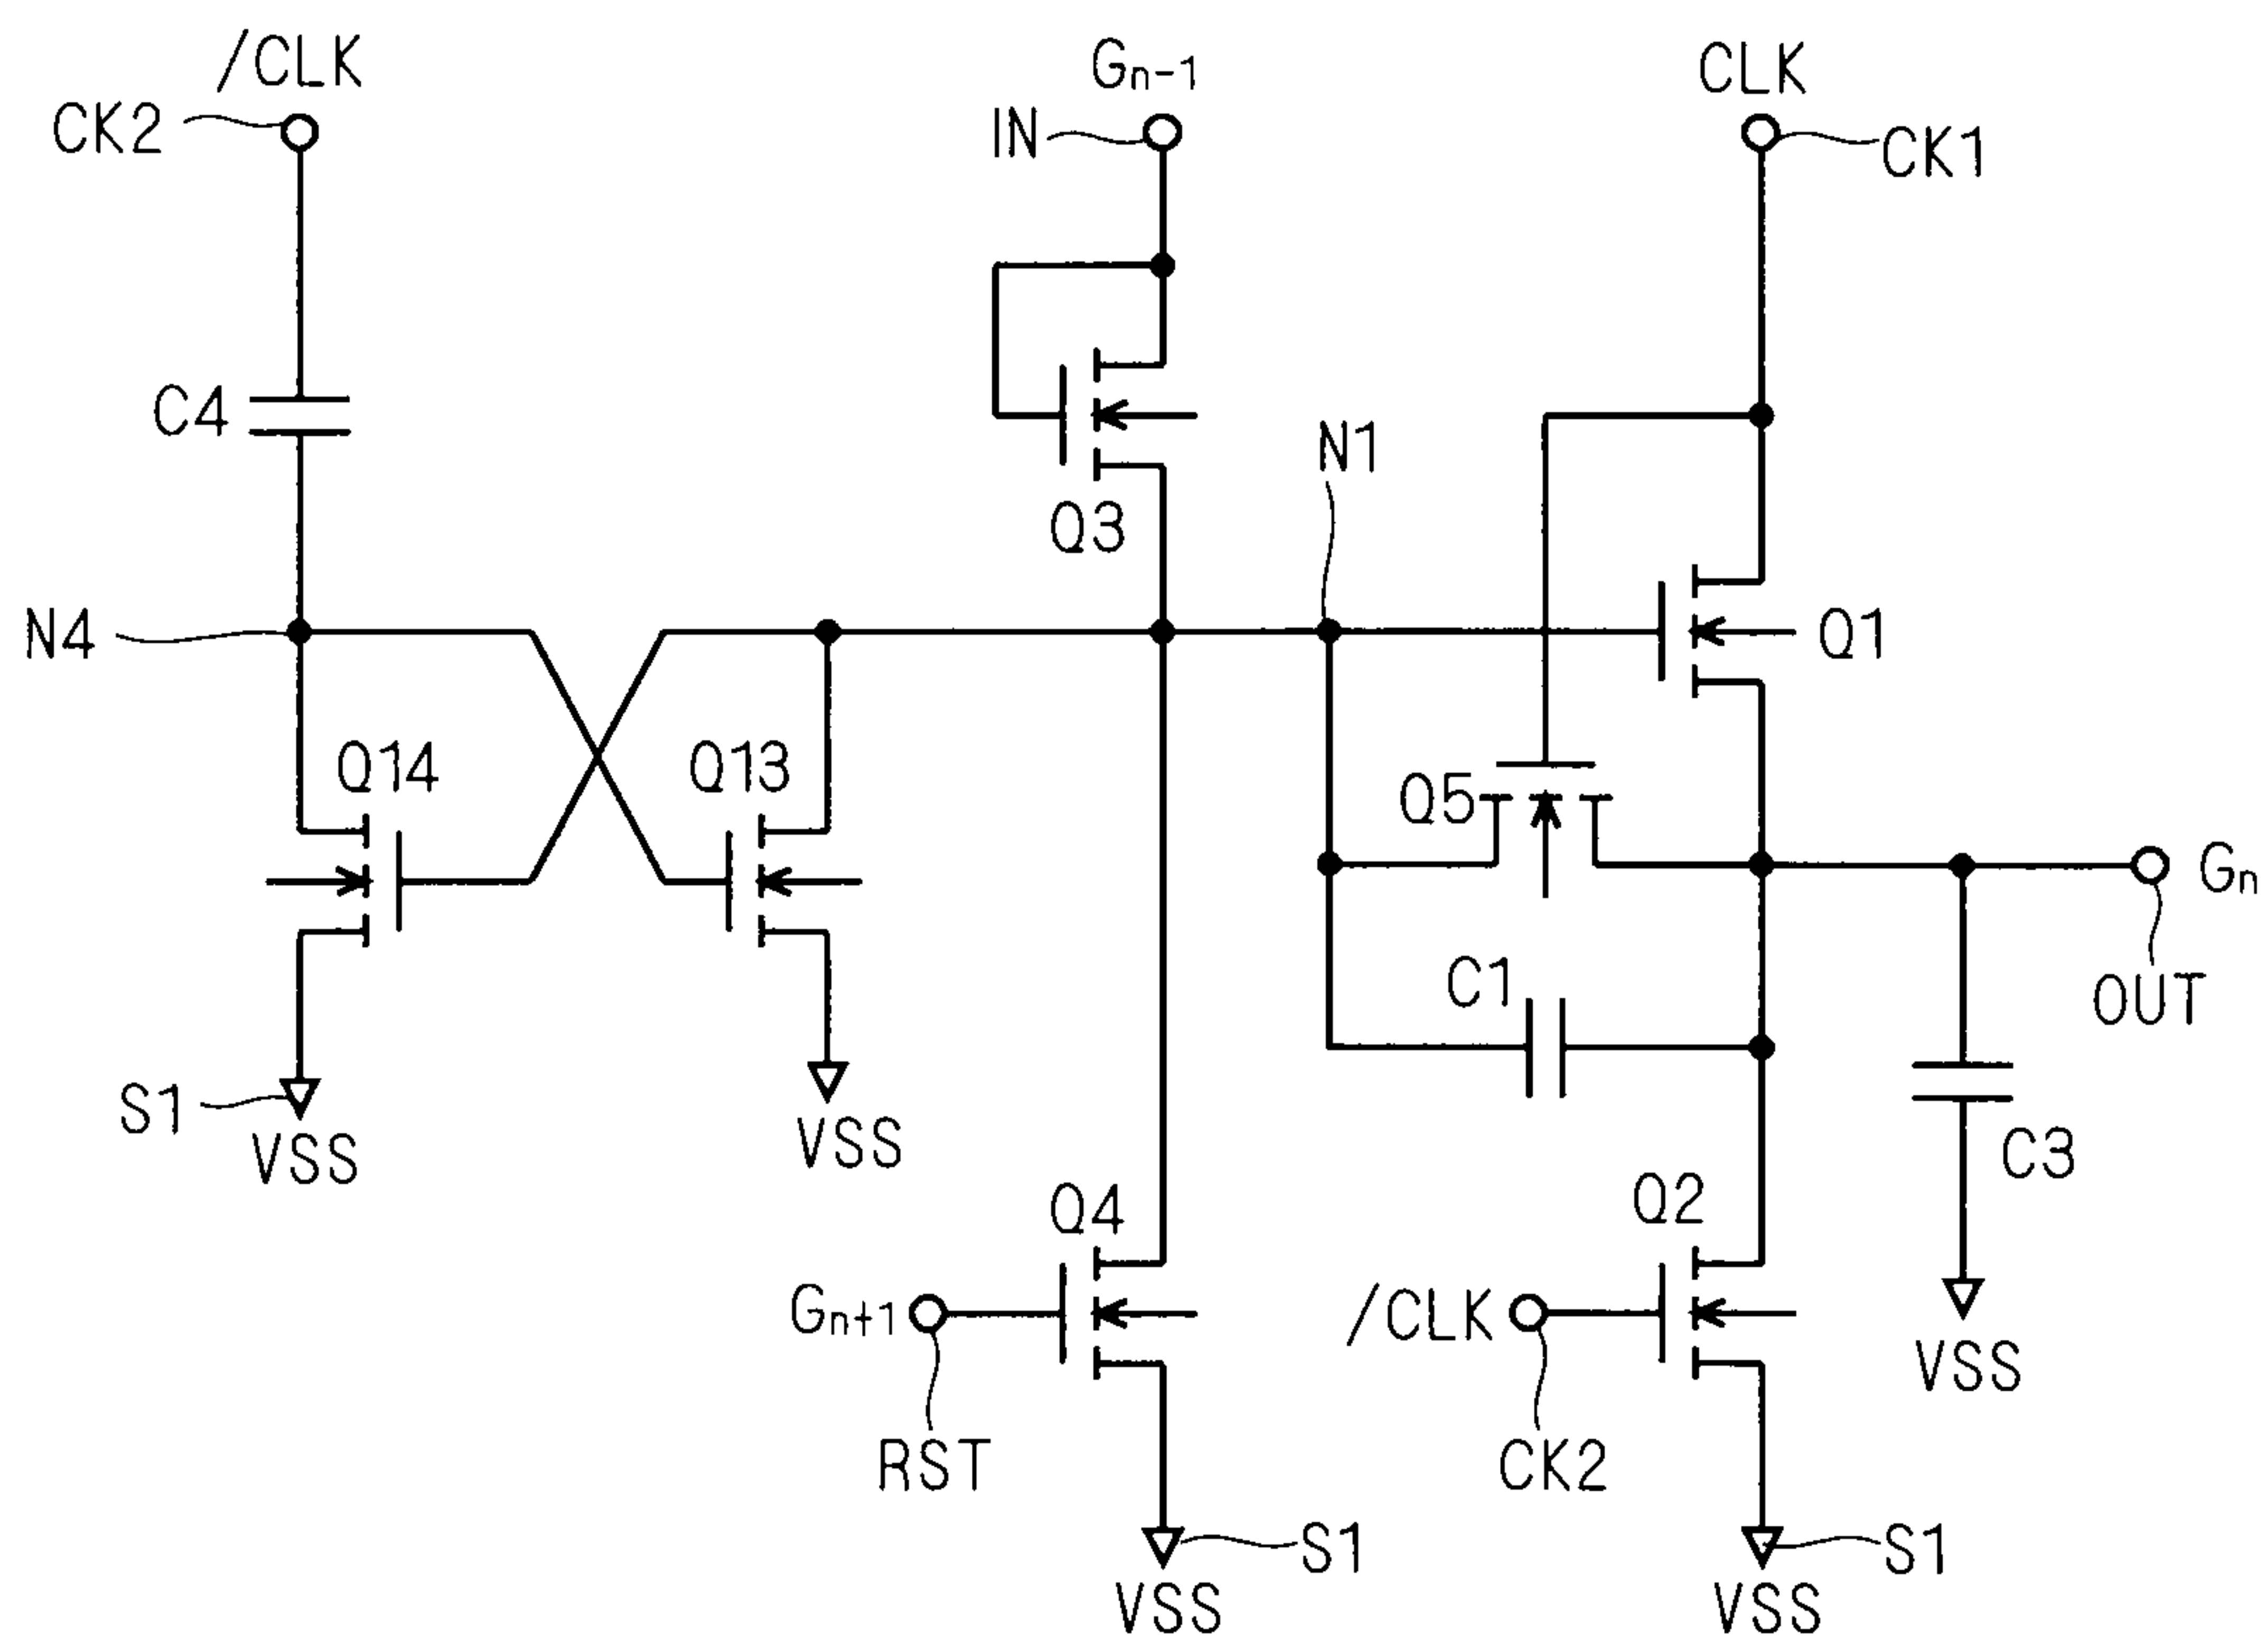 /CLK
CK2
Gn-1
IN
CLK
CK1
C4
N1
Q3
N4
Q1
Q14
Q13
Q5
Gn
C1
OUT
S1
VSS
VSS
C3
Q4
Q2
Gn+1
/CLK
VSS
RST
CK2
S1
S1
VSS
VSS